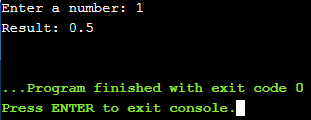 Enter a number: 1
Result: 0.5
...Program finished with exit code 0
Press ENTER to exit console.